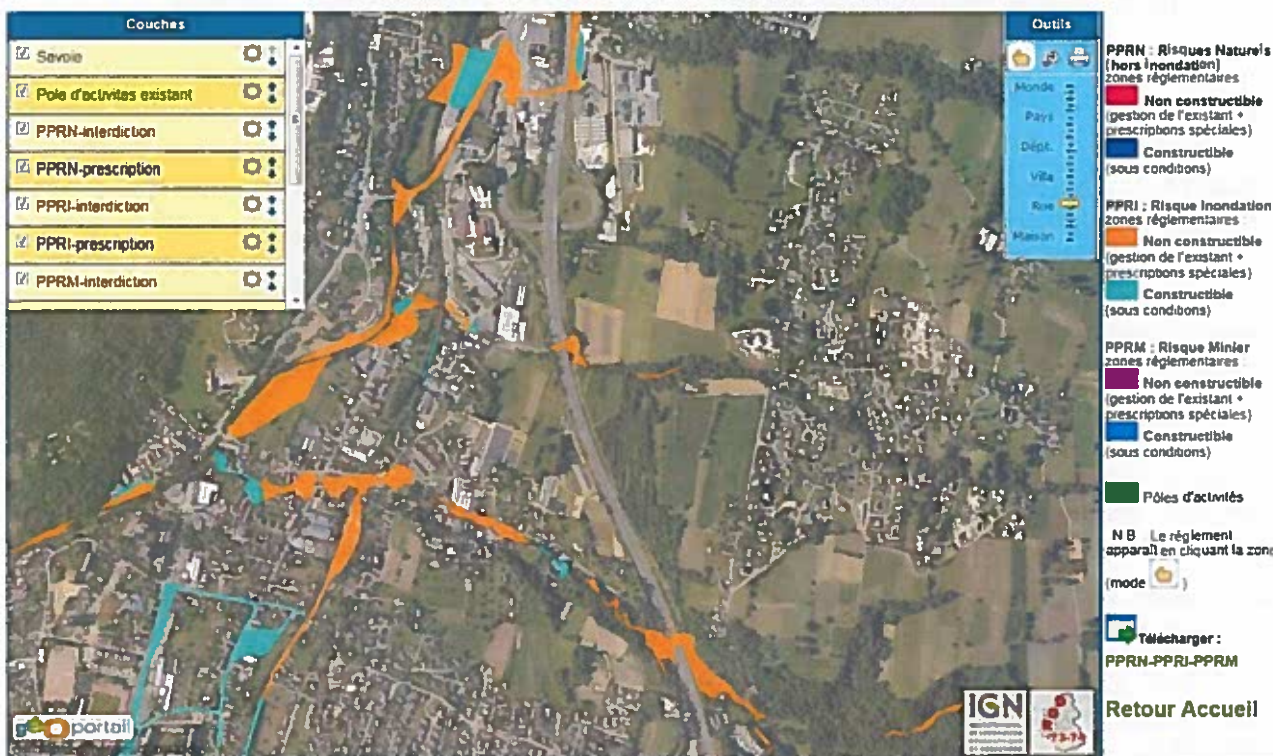 Couches
Savoie
Pole d'activites existant
PPRN-interdiction
PPRN-prescription
PPRI-interdiction
PPRI-prescription
PPRM-interdiction
Outils
Monde
Pays
Dépt.
Ville
Rue
Maison
PPRN : Risques Naturels
(hors inondation)
zones réglementaires
Non constructible
(gestion de l'existant +
prescriptions spéciales)
Constructible
(sous conditions)
PPRI : Risque Inondation
zones réglementaires
Non constructible
(gestion de l'existant +
prescriptions spéciales)
Constructible
(sous conditions)
PPRM : Risque Minier
zones réglementaires
Non constructible
(gestion de l'existant +
prescriptions spéciales)
Constructible
(sous conditions)
Pôles d'activités
N B Le règlement
apparaît en cliquant la zone
(mode )
Télécharger :
PPRN-PPRI-PPRM
Retour Accueil
géoportail
IGN
73-74